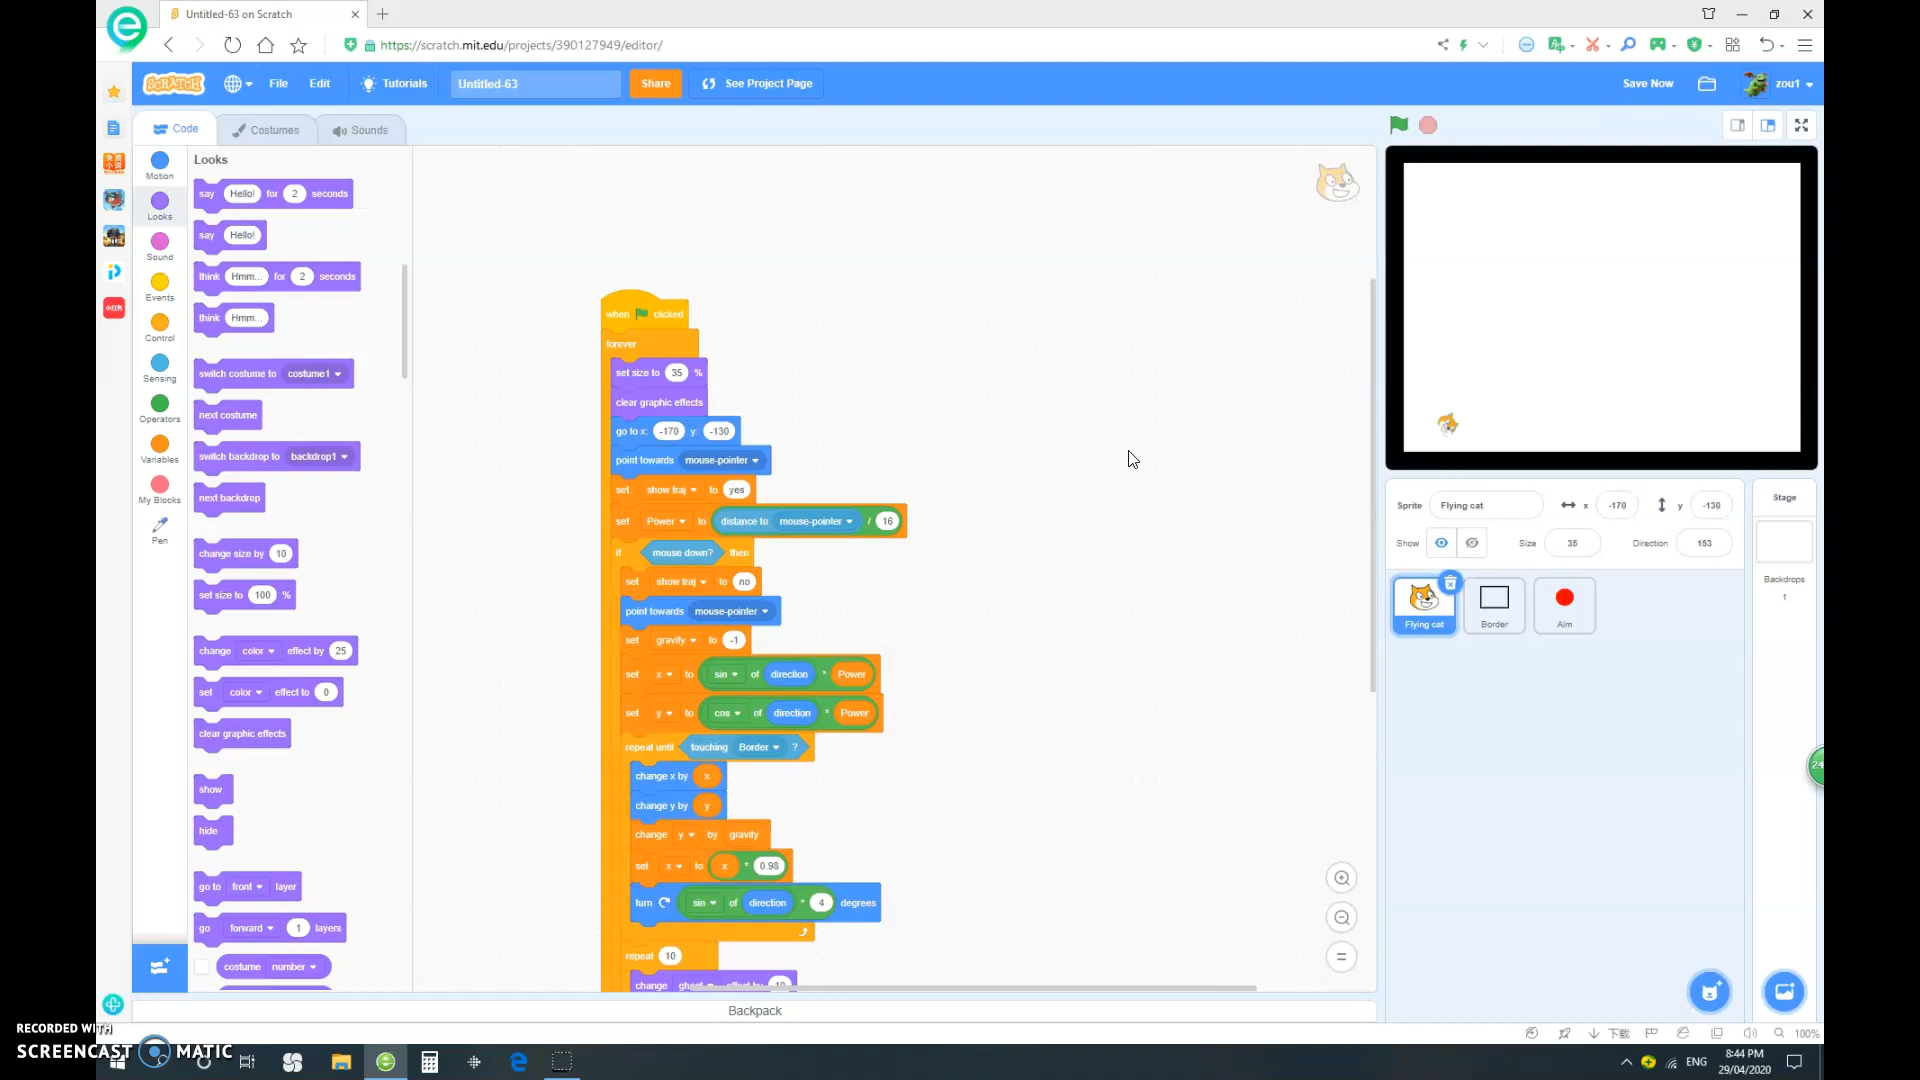 Untitled-63 on Scratch
https://scratch.mit.edu/projects/390127949/editor/
SCRATCH File Edit Tutorials Untitled-63 Share See Project Page Save Now zou1
Code Costumes Sounds
Motion
Looks
Sound
Events
Control
Sensing
Operators
Variables
My Blocks
Pen
Looks
say Hello! for 2 seconds
say Hello!
think Hmm... for 2 seconds
think Hmm...
switch costume to costume1
next costume
switch backdrop to backdrop1
next backdrop
change size by 10
set size to 100 %
change color effect by 25
set color effect to 0
clear graphic effects
show
hide
go to front layer
go forward 1 layers
costume number
when clicked
forever
set size to 35 %
clear graphic effects
go to x: -170 y: -130
point towards mouse-pointer
set show traj to yes
set Power to distance to mouse-pointer / 16
if mouse down? then
set show traj to no
point towards mouse-pointer
set gravity to -1
set x to sin of direction * Power
set y to cos of direction * Power
repeat until touching Border ?
change x by x
change y by y
change y by gravity
set x to x * 0.98
turn sin of direction * 4 degrees
repeat 10
change ghost effect by 10
Backpack
Sprite Flying cat x -170 y -130
Show Size 35 Direction 153
Flying cat
Border
Aim
Stage
Backdrops
1
24
下载 100%
RECORDED WITH
SCREENCAST MATIC
ENG
8:44 PM
29/04/2020